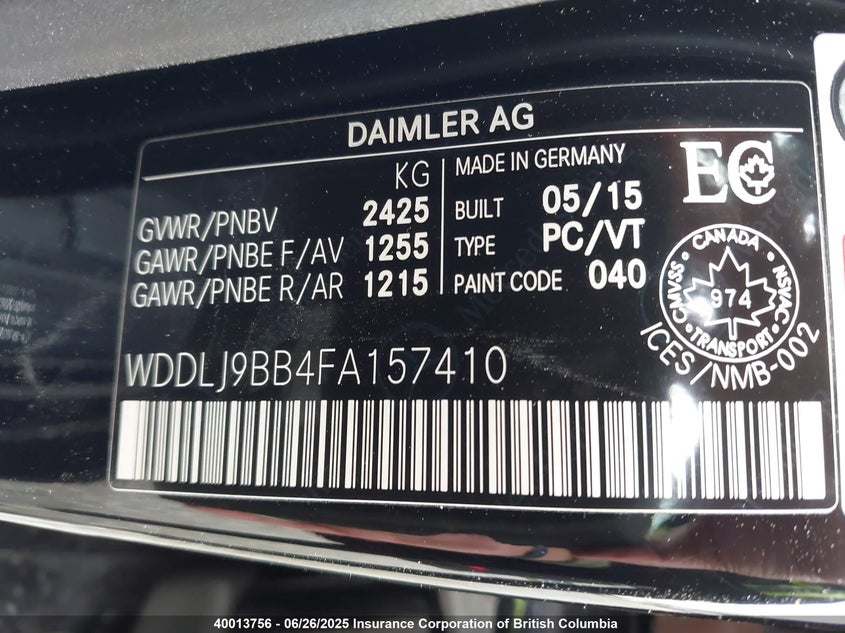 DAIMLER AG
KG
GVWR/PNBV 2425
GAWR/PNBE F/AV 1255
GAWR/PNBE R/AR 1215
MADE IN GERMANY
BUILT 05/15
TYPE PC/VT
PAINT CODE 040
EC
CANADA
CMVSS NSVAC
974
TRANSPORT
ICES/NMB-002
WDDLJ9BB4FA157410
40013756 - 06/26/2025 Insurance Corporation of British Columbia